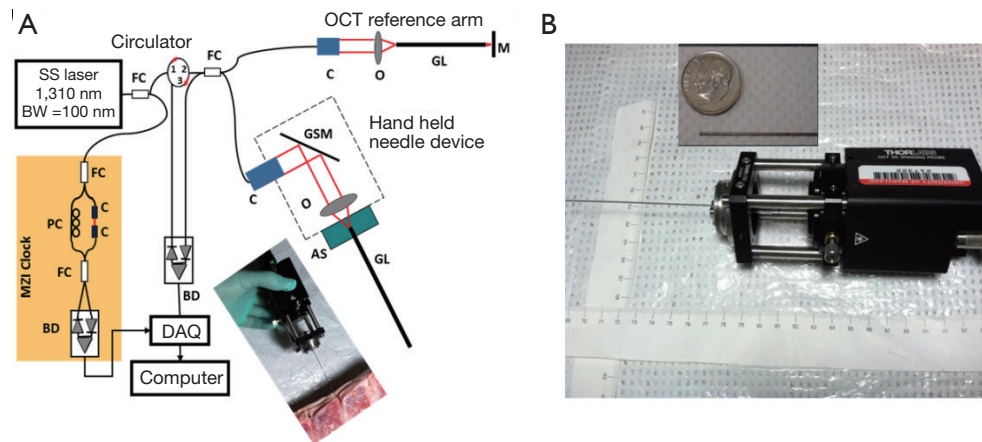 A
OCT reference arm
Circulator
FC
M
C
O
GL
SS laser
1,310 nm
BW =100 nm
FC
1 2
3
Hand held
needle device
GSM
C
O
AS
GL
FC
PC
C
C
FC
MZI Clock
BD
BD
DAQ
Computer
B
THORLABS
OCT 3D IMAGING PROBE